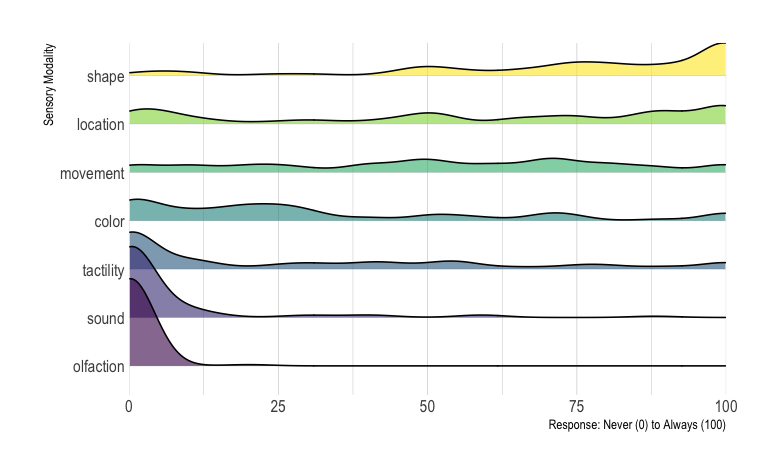 Sensory Modality
shape
location
movement
color
tactility
sound
olfaction
0 25 50 75 100
Response: Never (0) to Always (100)